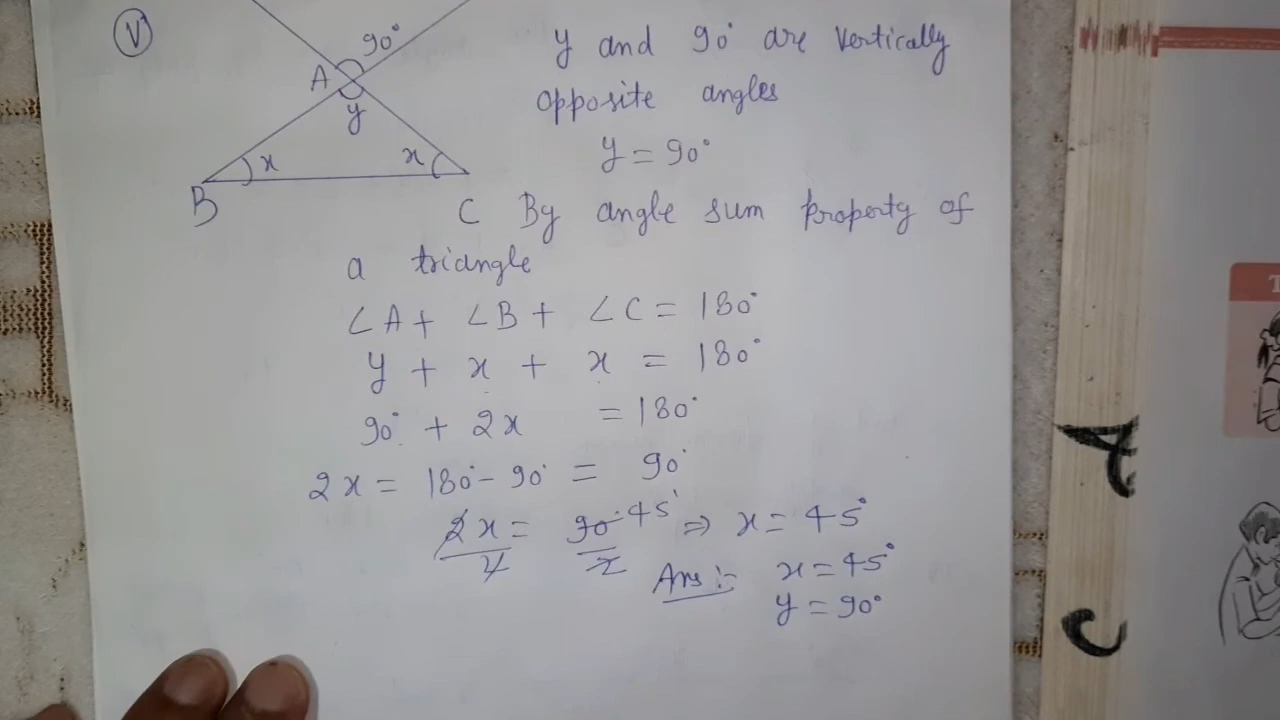 (v)
90°
A
y
x
x
B
C
y and 90° are vertically
opposite angles
y = 90°
By angle sum property of
a triangle
∠A + ∠B + ∠C = 180°
y + x + x = 180°
90° + 2x = 180°
2x = 180° - 90° = 90°
2x/2 = 90°/2 45° ⇒ x = 45°
Ans :- x = 45°
y = 90°
A
C
T